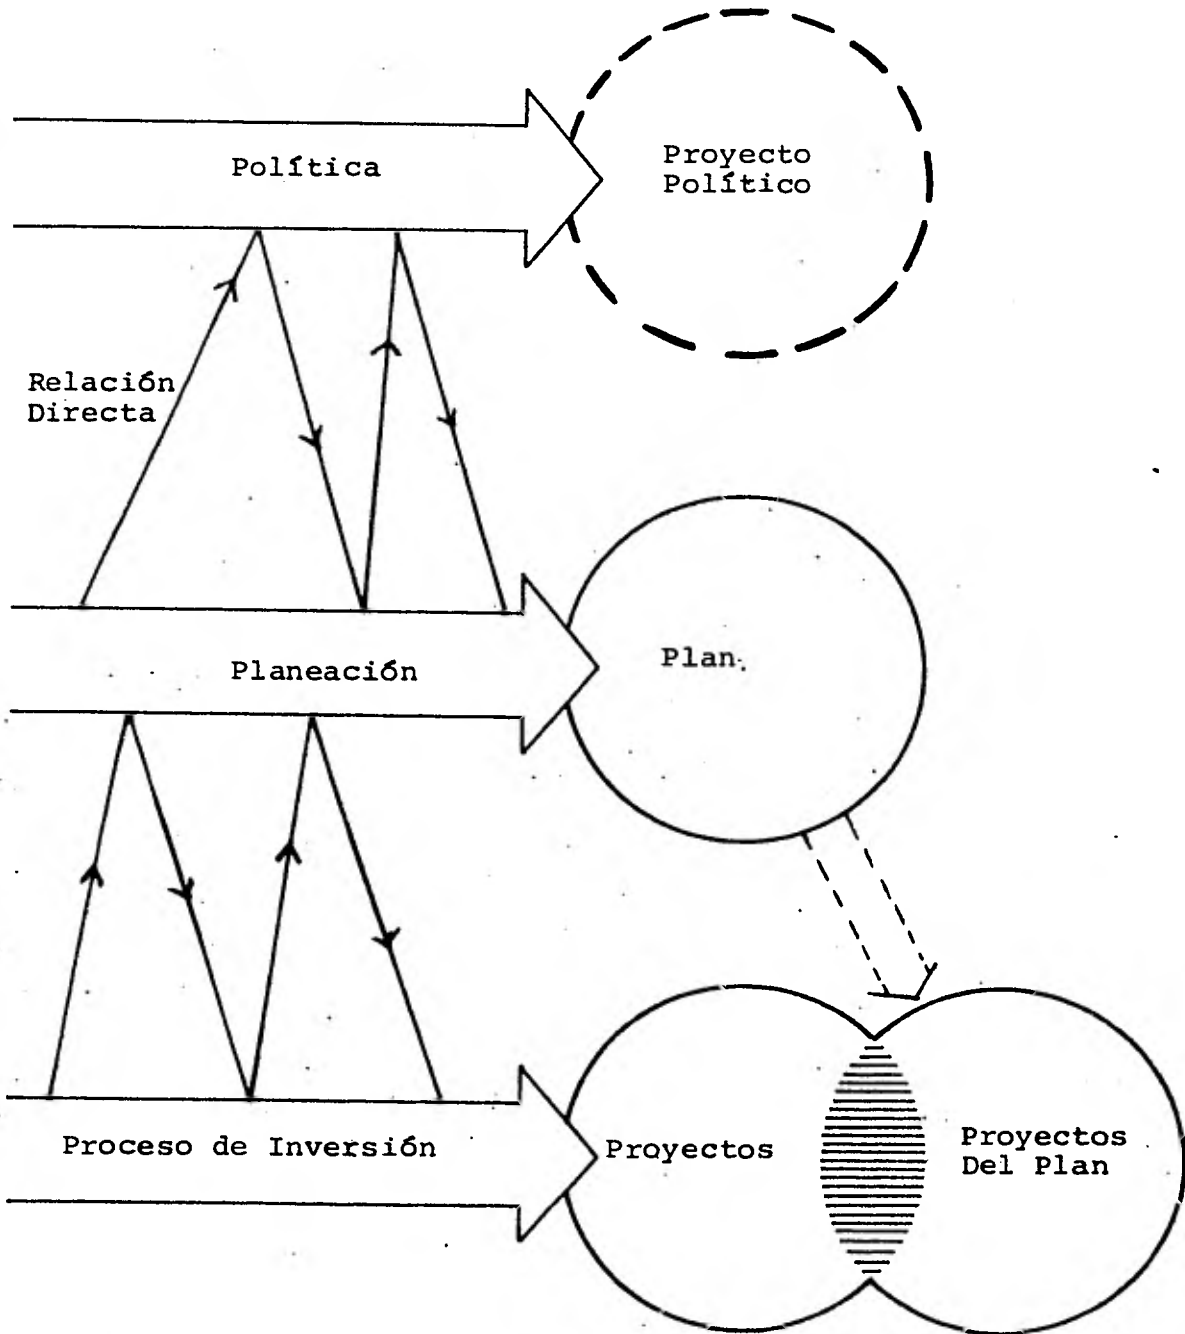 Política
Proyecto
Político
Relación
Directa
Planeación
Plan
Proceso de Inversión
Proyectos
Proyectos
Del Plan